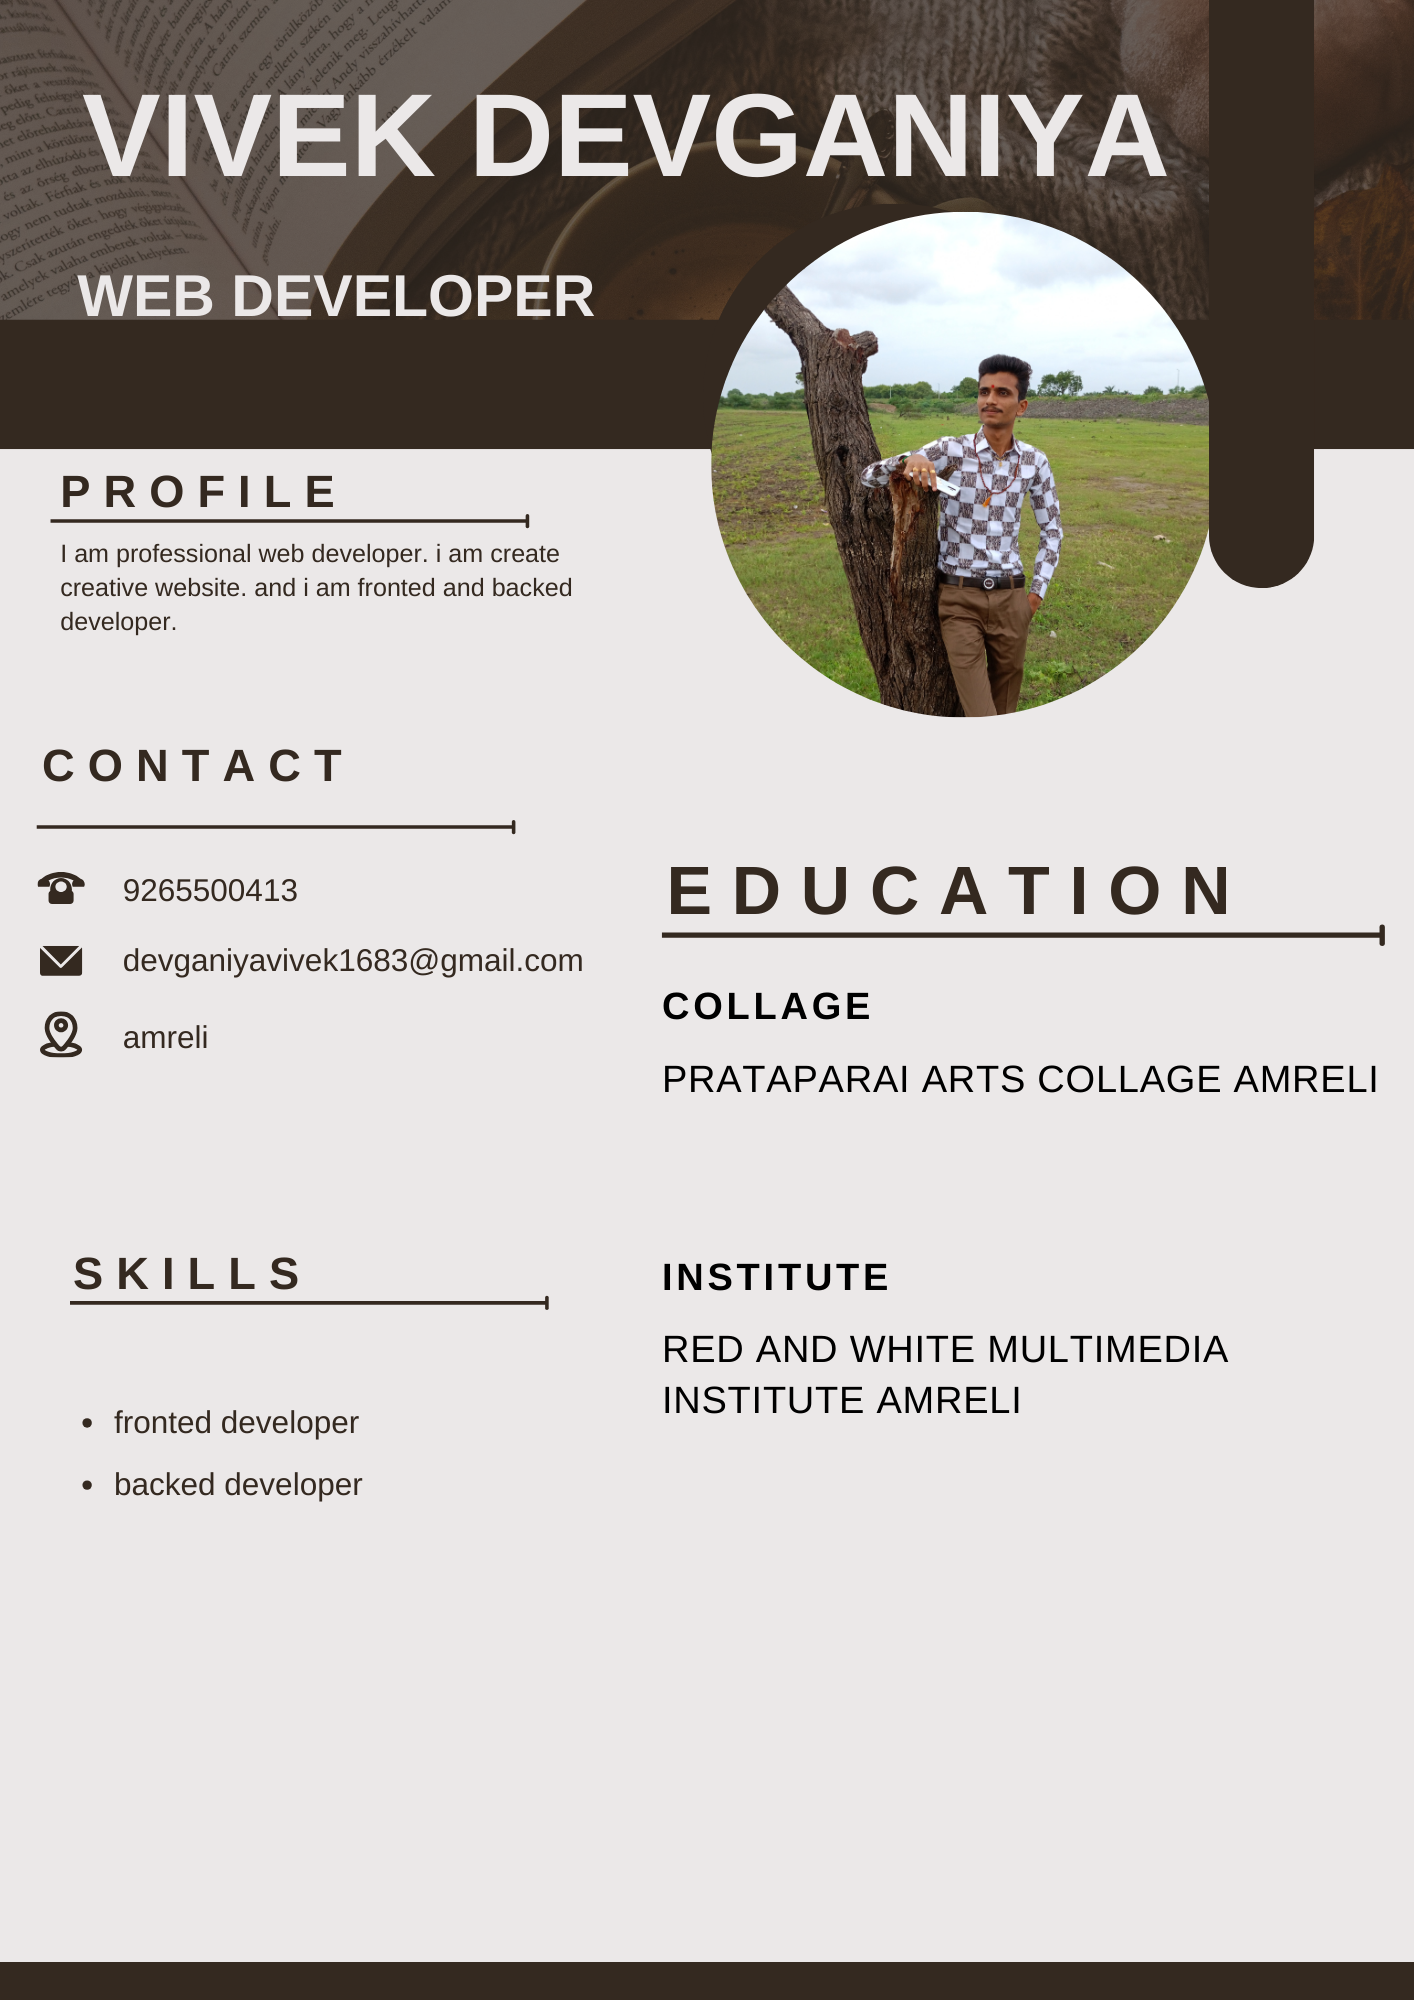 VIVEK DEVGANIYA
WEB DEVELOPER
PROFILE
I am professional web developer. i am create
creative website. and i am fronted and backed
developer.
CONTACT
9265500413
devganiyavivek1683@gmail.com
amreli
SKILLS
• fronted developer
• backed developer
EDUCATION
COLLAGE
PRATAPARAI ARTS COLLAGE AMRELI
INSTITUTE
RED AND WHITE MULTIMEDIA
INSTITUTE AMRELI